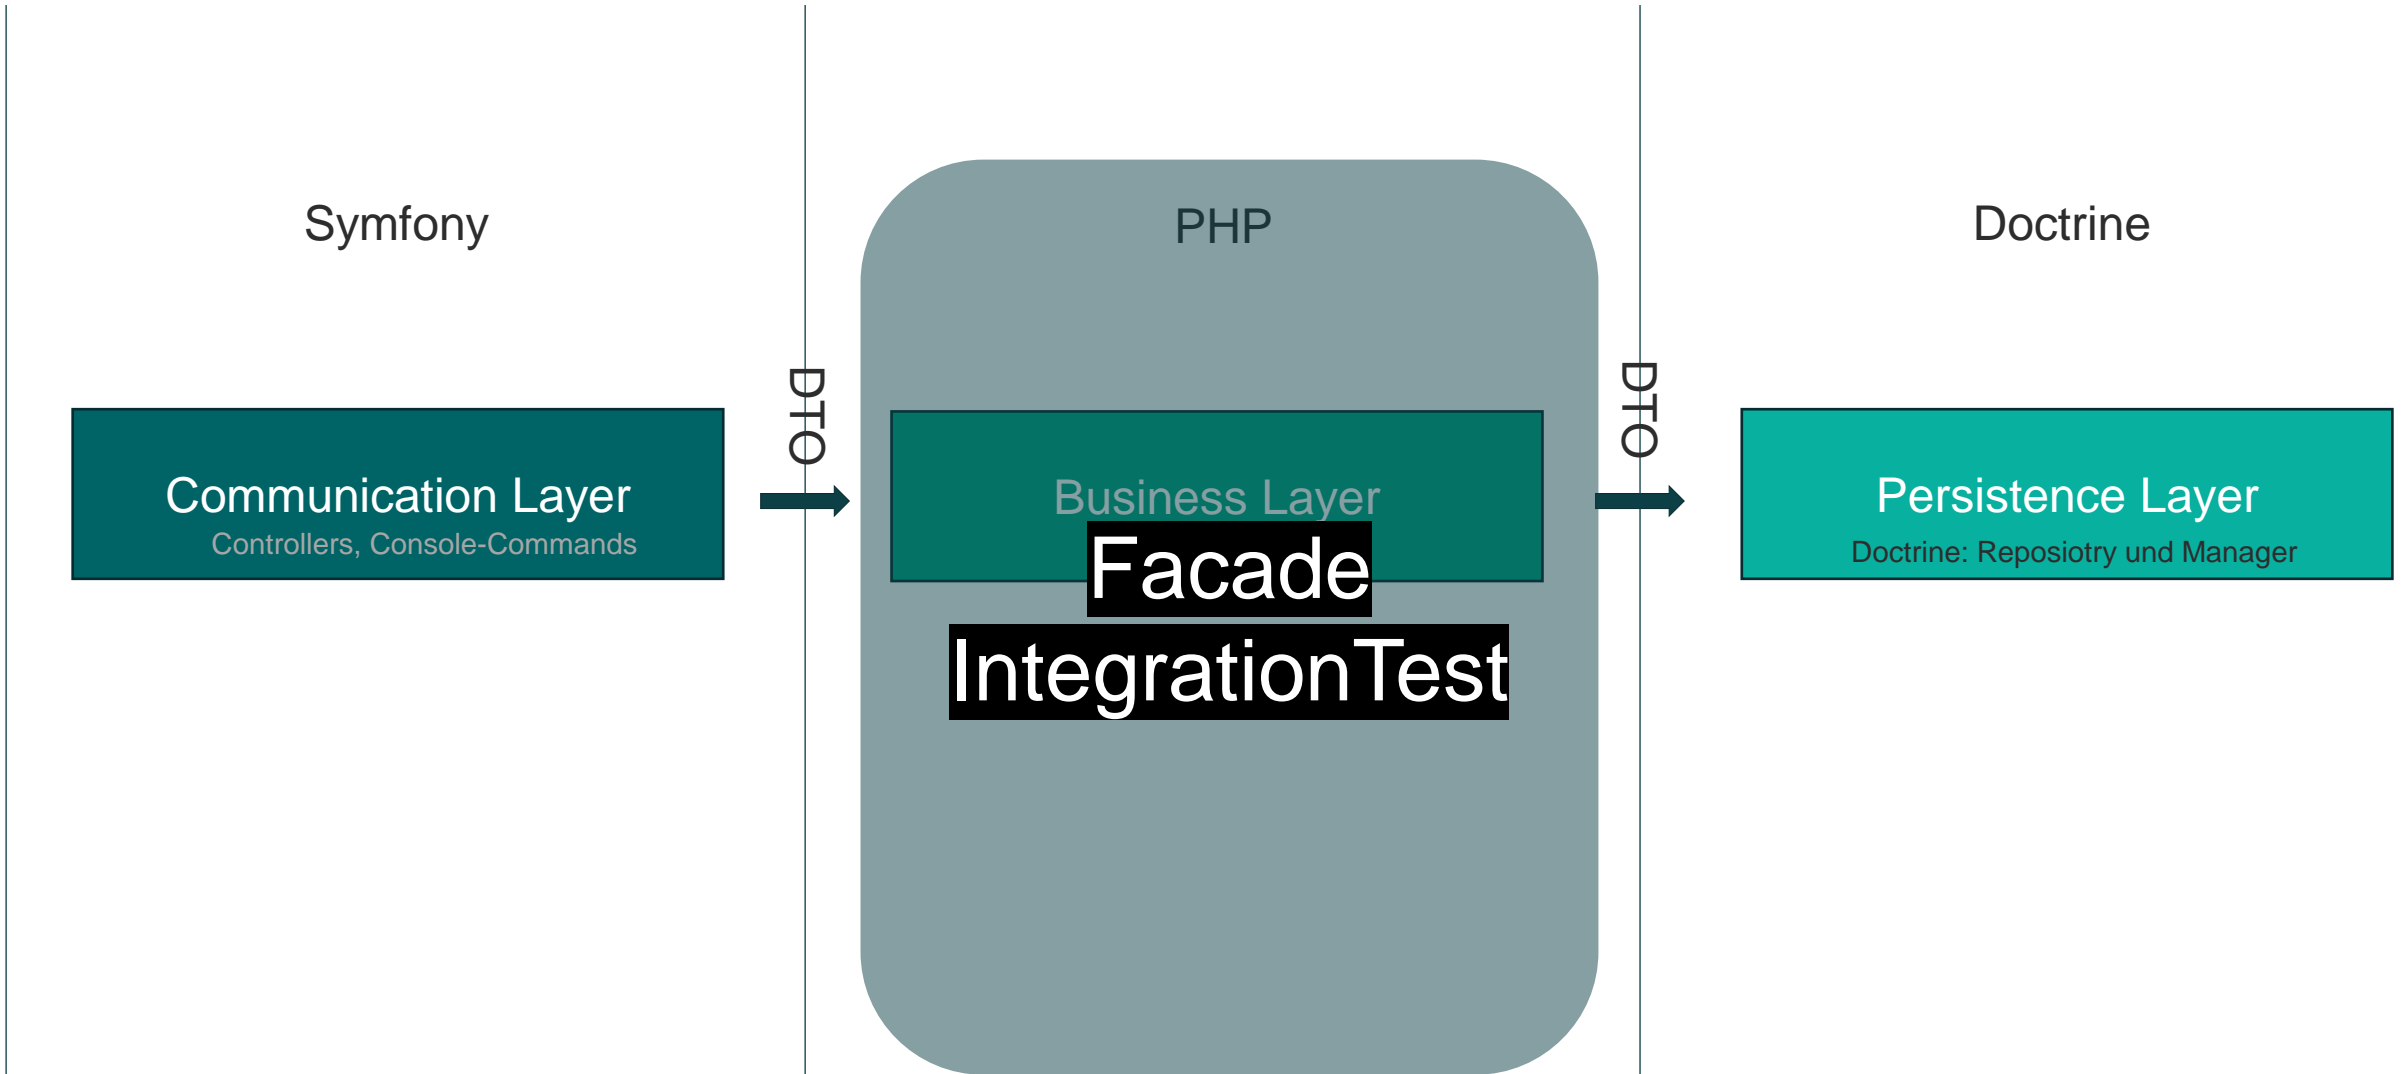 Symfony
PHP
Doctrine
DTO
DTO
Communication Layer
Controllers, Console-Commands
Business Layer
Facade
IntegrationTest
Persistence Layer
Doctrine: Reposiotry und Manager